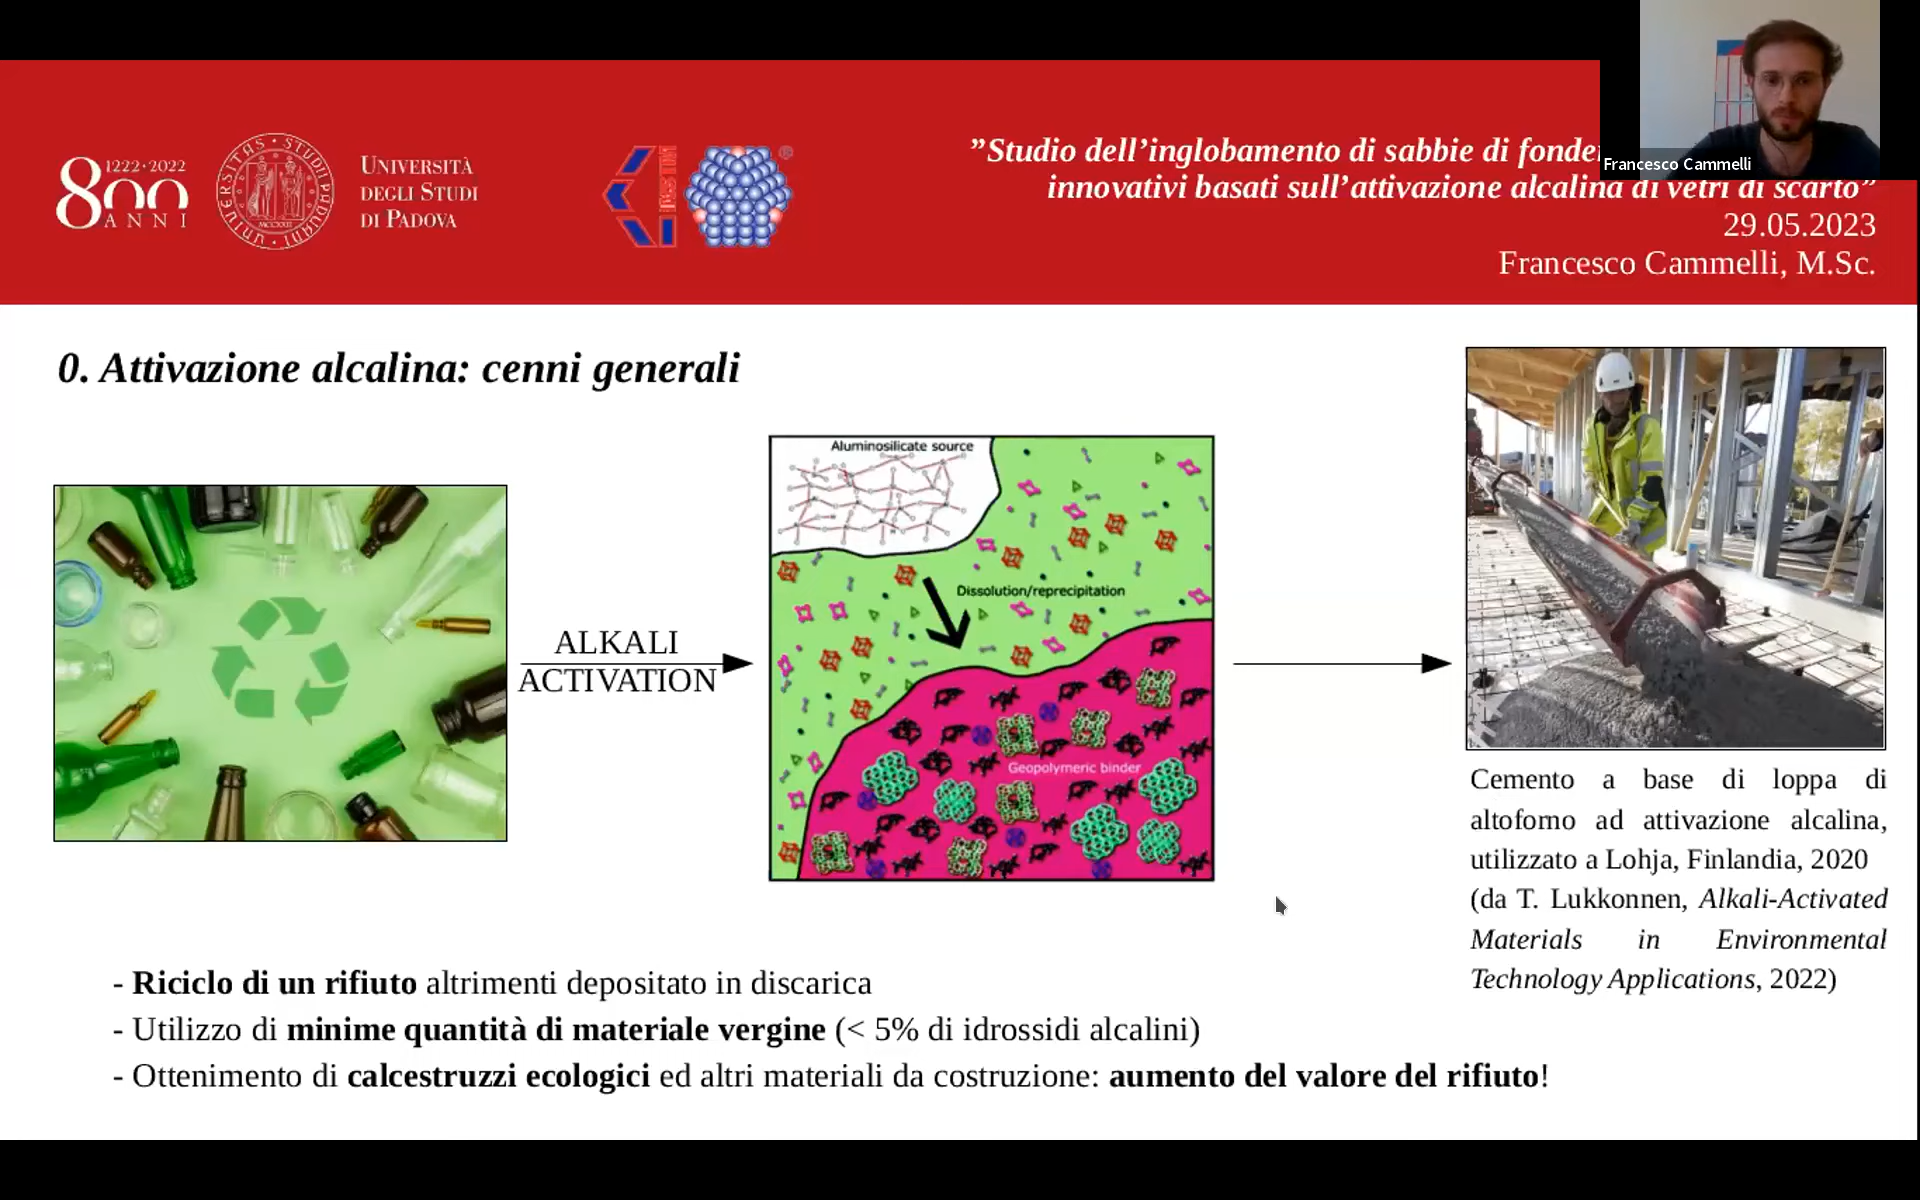 800
1222·2022
ANNI
UNIVERSITAS STUDII PADUANI
MCCXXII
UNIVERSITÀ
DEGLI STUDI
DI PADOVA
”Studio dell’inglobamento di sabbie di
innovativi basati sull’attivazione alcalina di vetri di scarto”
29.05.2023
Francesco Cammelli, M.Sc.
Francesco Cammelli
0. Attivazione alcalina: cenni generali
ALKALI
ACTIVATION
Aluminosilicate source
Dissolution/reprecipitation
Geopolymeric binder
Cemento a base di loppa di
altoforno ad attivazione alcalina,
utilizzato a Lohja, Finlandia, 2020
(da T. Lukkonnen, Alkali-Activated
Materials in Environmental
Technology Applications, 2022)
- Riciclo di un rifiuto altrimenti depositato in discarica
- Utilizzo di minime quantità di materiale vergine (< 5% di idrossidi alcalini)
- Ottenimento di calcestruzzi ecologici ed altri materiali da costruzione: aumento del valore del rifiuto!